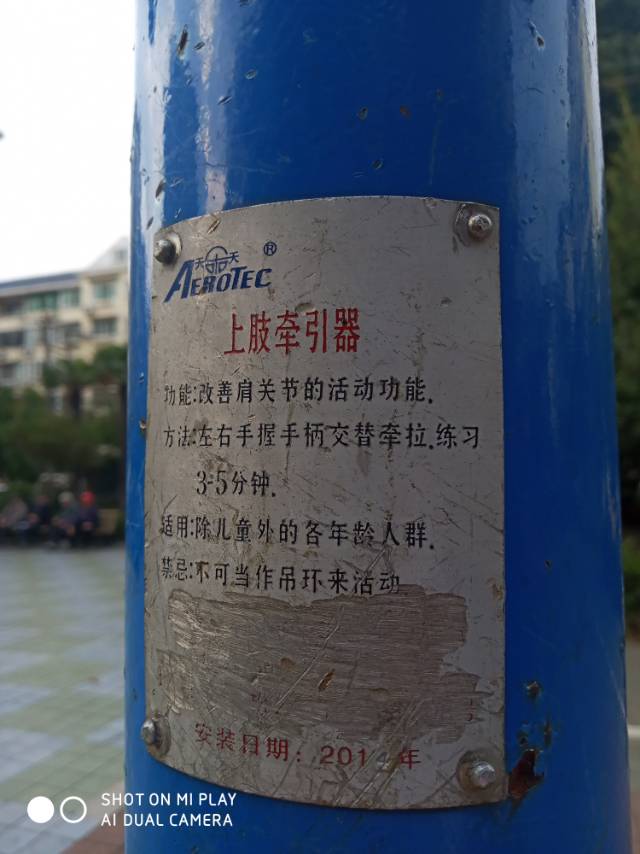 天天
AEROTEC®
上肢牵引器
功能:改善肩关节的活动功能.
方法:左右手握手柄交替牵拉.练习
3-5分钟.
适用:除儿童外的各年龄人群.
禁忌:不可当作吊环来活动
安装日期: 201 年
SHOT ON MI PLAY
AI DUAL CAMERA